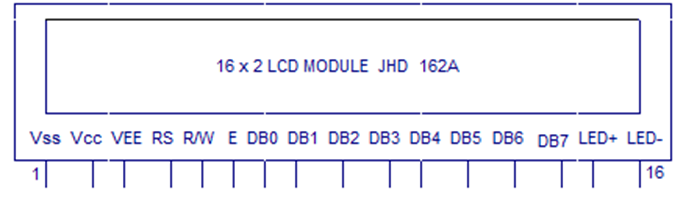 16 x 2 LCD MODULE JHD 162A
Vss Vcc VEE RS R/W E DB0 DB1 DB2 DB3 DB4 DB5 DB6 DB7 LED+ LED-
1 16